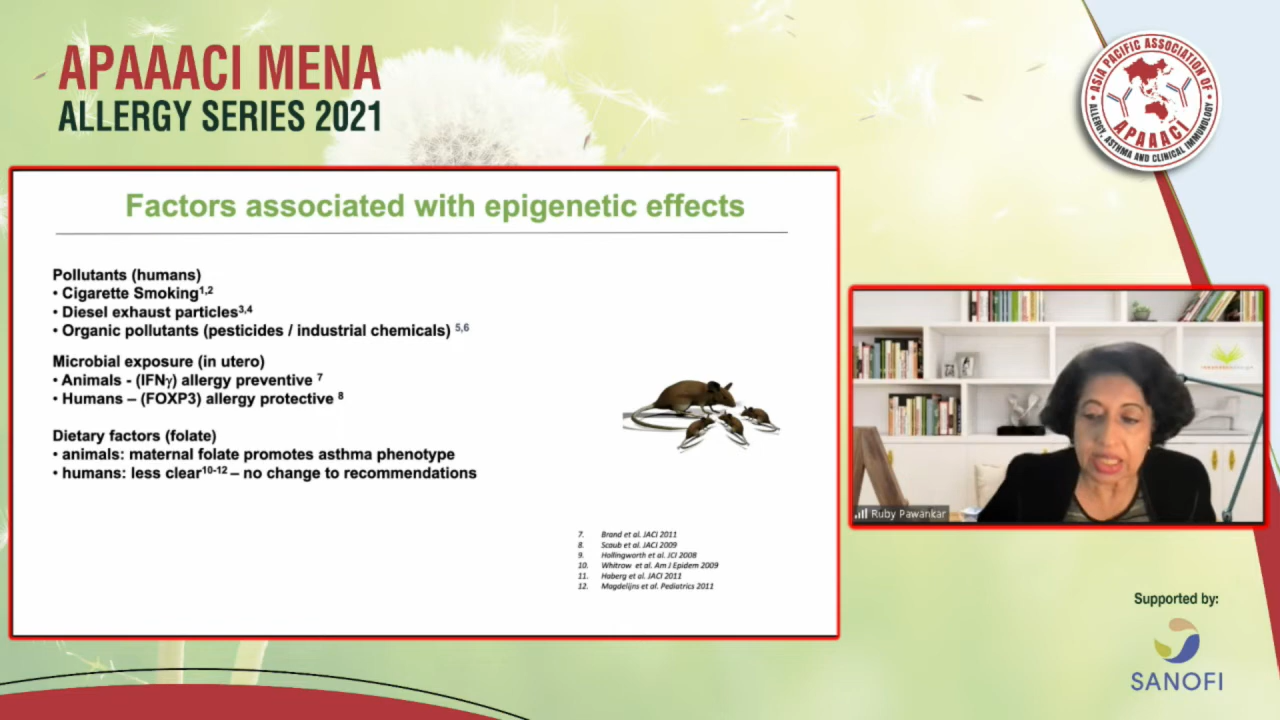 APAAACI MENA
ALLERGY SERIES 2021
ASIA PACIFIC ASSOCIATION OF
ALLERGY, ASTHMA AND CLINICAL IMMUNOLOGY
APAAACI
Factors associated with epigenetic effects
Pollutants (humans)
• Cigarette Smoking1,2
• Diesel exhaust particles3,4
• Organic pollutants (pesticides / industrial chemicals) 5,6
Microbial exposure (in utero)
• Animals - (IFNγ) allergy preventive 7
• Humans – (FOXP3) allergy protective 8
Dietary factors (folate)
• animals: maternal folate promotes asthma phenotype
• humans: less clear10-12 – no change to recommendations
7. Brand et al. JACI 2011
8. Scaub et al. JACI 2009
9. Hollingworth et al. JCI 2008
10. Whitrow et al. Am J Epidem 2009
11. Haberg et al. JACI 2011
12. Magdelijns et al. Pediatrics 2011
Ruby Pawankar
Supported by:
SANOFI